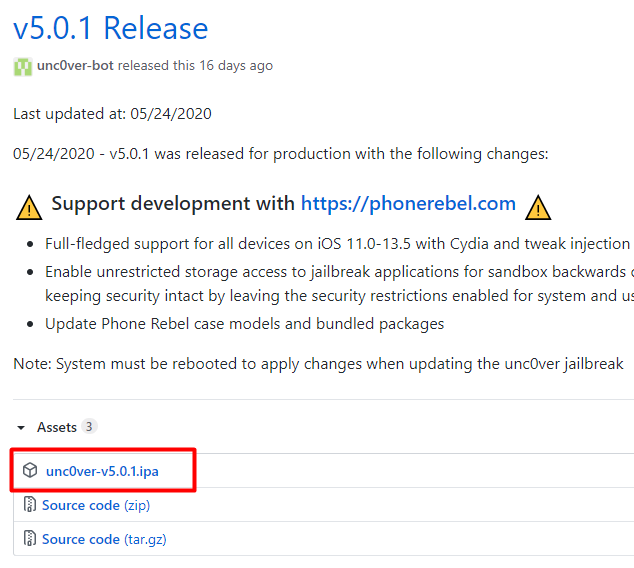 v5.0.1 Release
unc0ver-bot released this 16 days ago
Last updated at: 05/24/2020
05/24/2020 - v5.0.1 was released for production with the following changes:
Support development with https://phonerebel.com
Full-fledged support for all devices on iOS 11.0-13.5 with Cydia and tweak injection
Enable unrestricted storage access to jailbreak applications for sandbox backwards
keeping security intact by leaving the security restrictions enabled for system and
Update Phone Rebel case models and bundled packages
Note: System must be rebooted to apply changes when updating the unc0ver jailbreak
Assets 3
unc0ver-v5.0.1.ipa
Source code (zip)
Source code (tar.gz)